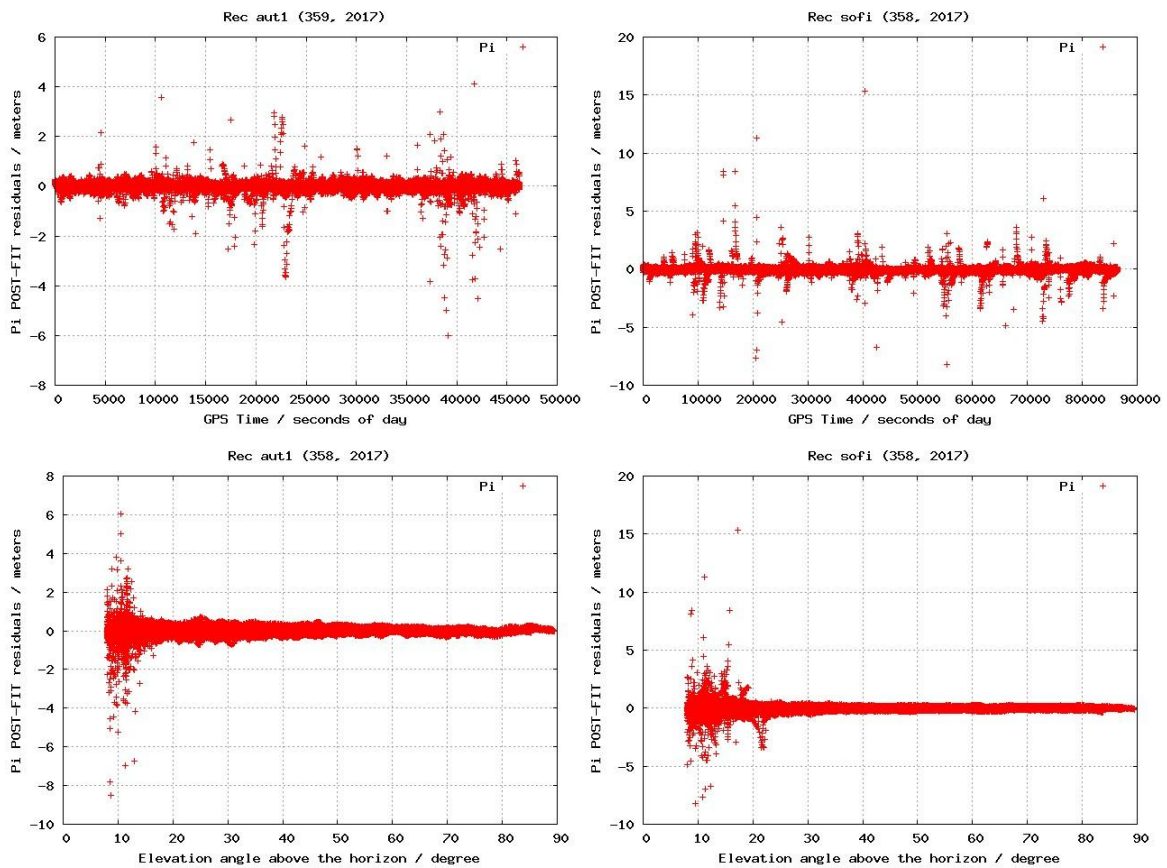 Rec aut1 (359, 2017)
Pi
Pi POST-FIT residuals / meters
6
4
2
0
-2
-4
-6
-8
0 5000 10000 15000 20000 25000 30000 35000 40000 45000 50000
GPS Time / seconds of day
Rec sofi (358, 2017)
Pi
Pi POST-FIT residuals / meters
20
15
10
5
0
-5
-10
0 10000 20000 30000 40000 50000 60000 70000 80000 90000
GPS Time / seconds of day
Rec aut1 (358, 2017)
Pi
Pi POST-FIT residuals / meters
8
6
4
2
0
-2
-4
-6
-8
-10
0 10 20 30 40 50 60 70 80 90
Elevation angle above the horizon / degree
Rec sofi (358, 2017)
Pi
Pi POST-FIT residuals / meters
20
15
10
5
0
-5
-10
0 10 20 30 40 50 60 70 80 90
Elevation angle above the horizon / degree